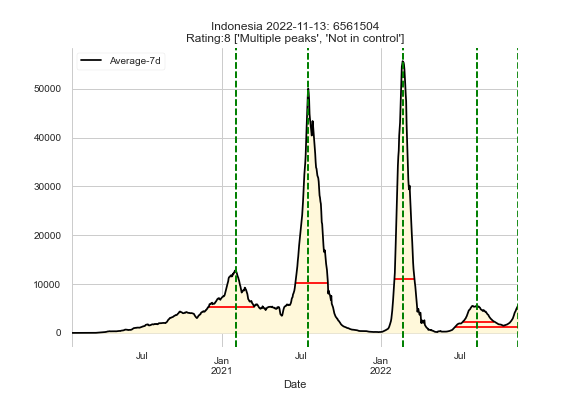 Indonesia 2022-11-13: 6561504
Rating:8 ['Multiple peaks', 'Not in control']
Average-7d
50000
40000
30000
20000
10000
0
Jul
Jan
2021
Jul
Jan
2022
Jul
Date